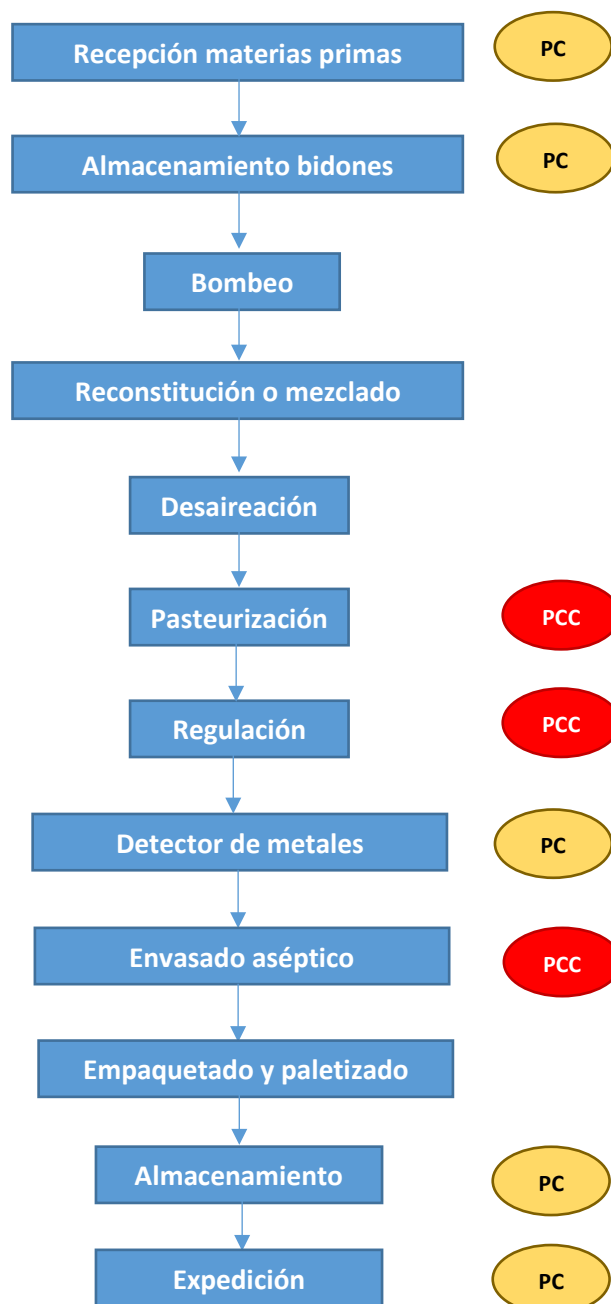 Recepción materias primas
PC
Almacenamiento bidones
PC
Bombeo
Reconstitución o mezclado
Desaireación
Pasteurización
PCC
Regulación
PCC
Detector de metales
PC
Envasado aséptico
PCC
Empaquetado y paletizado
Almacenamiento
PC
Expedición
PC